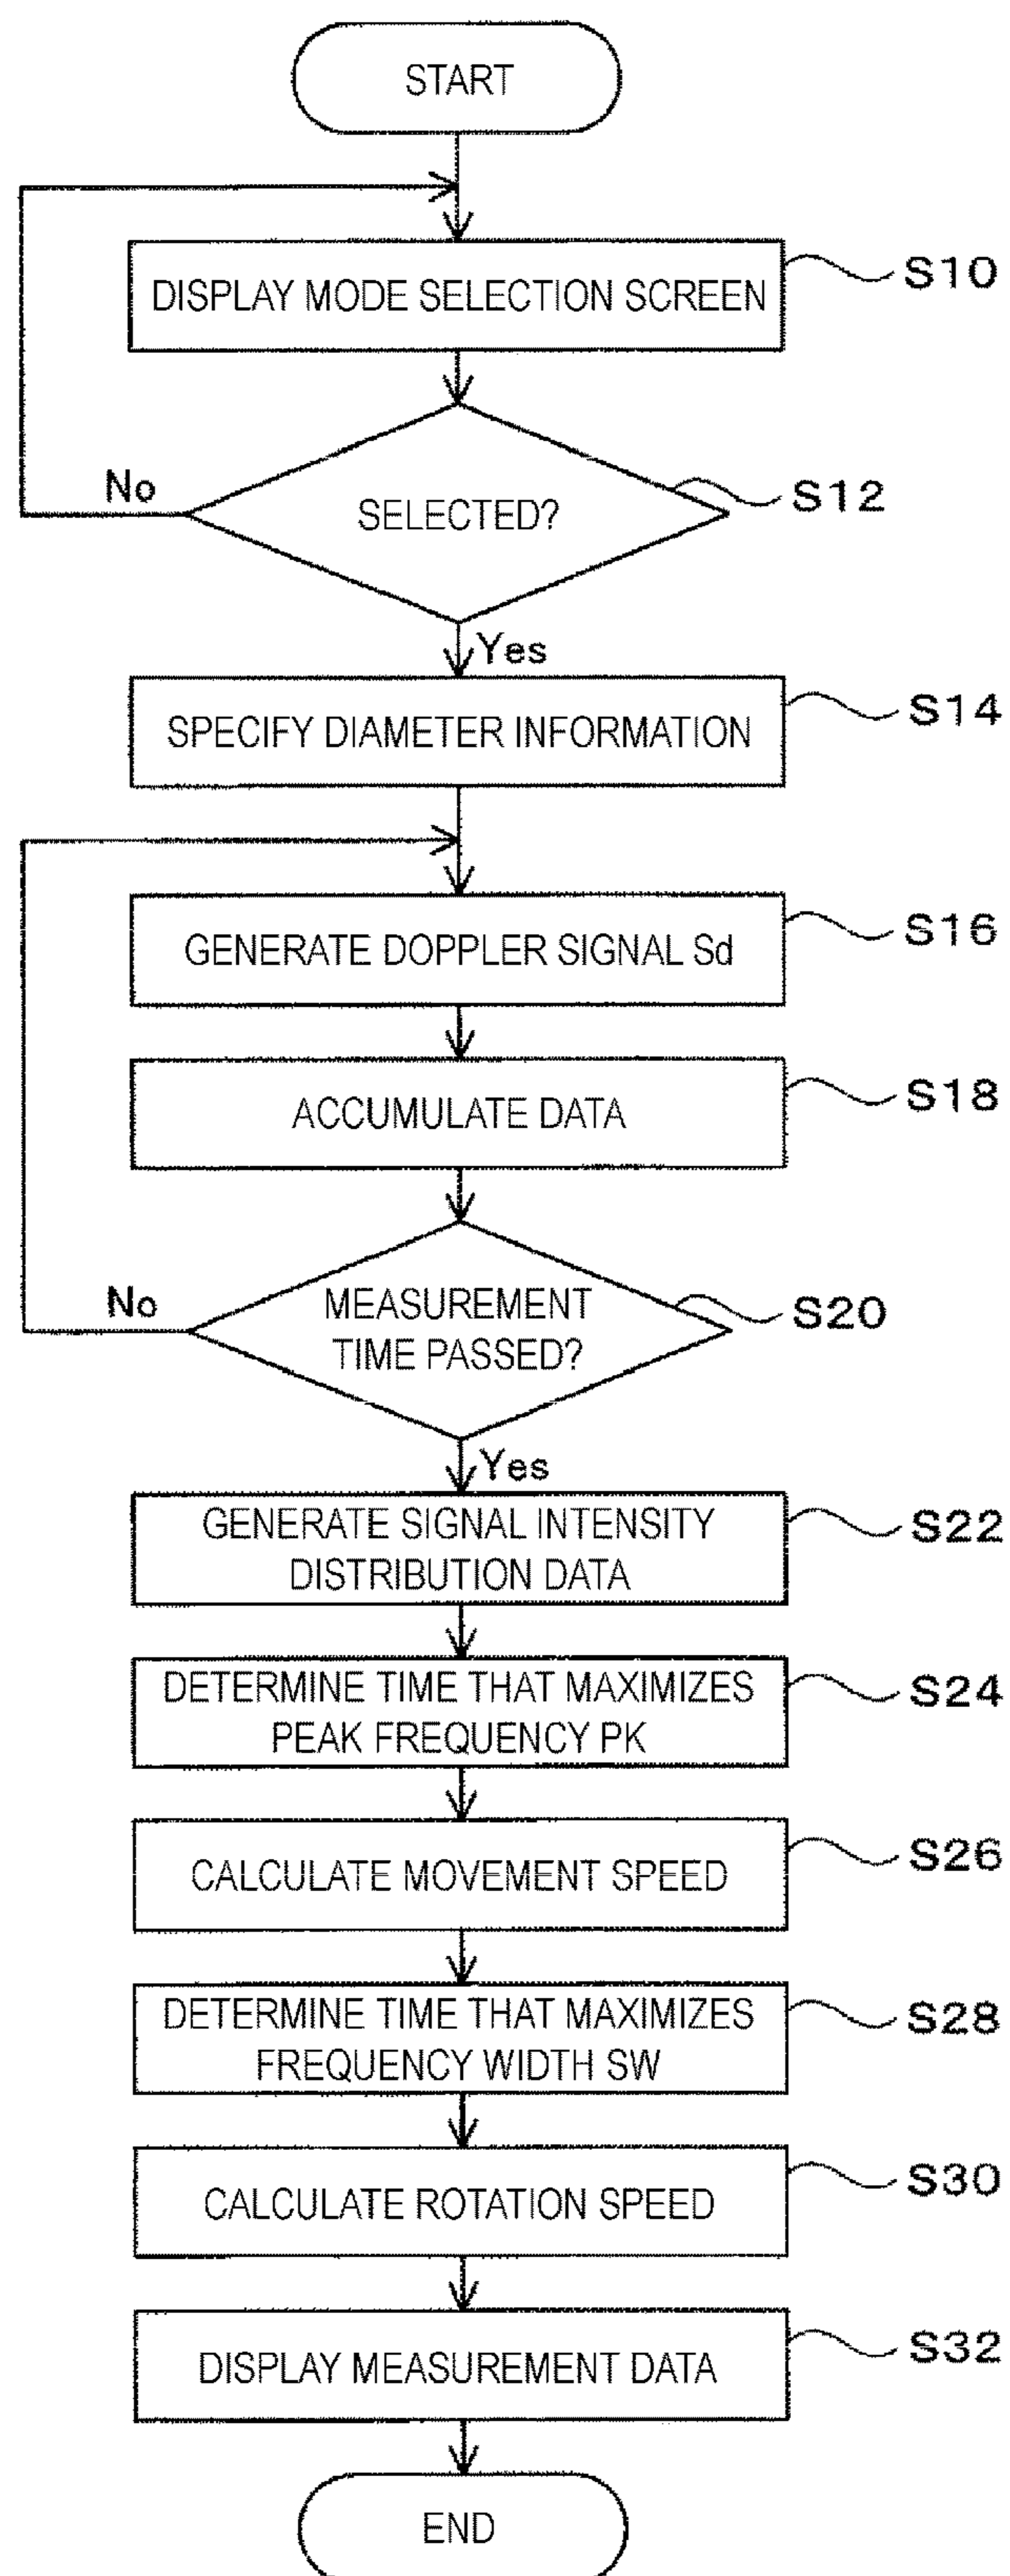 START
DISPLAY MODE SELECTION SCREEN
S10
SELECTED?
S12
No
Yes
SPECIFY DIAMETER INFORMATION
S14
GENERATE DOPPLER SIGNAL Sd
S16
ACCUMULATE DATA
S18
MEASUREMENT
TIME PASSED?
S20
No
Yes
GENERATE SIGNAL INTENSITY
DISTRIBUTION DATA
S22
DETERMINE TIME THAT MAXIMIZES
PEAK FREQUENCY PK
S24
CALCULATE MOVEMENT SPEED
S26
DETERMINE TIME THAT MAXIMIZES
FREQUENCY WIDTH SW
S28
CALCULATE ROTATION SPEED
S30
DISPLAY MEASUREMENT DATA
S32
END